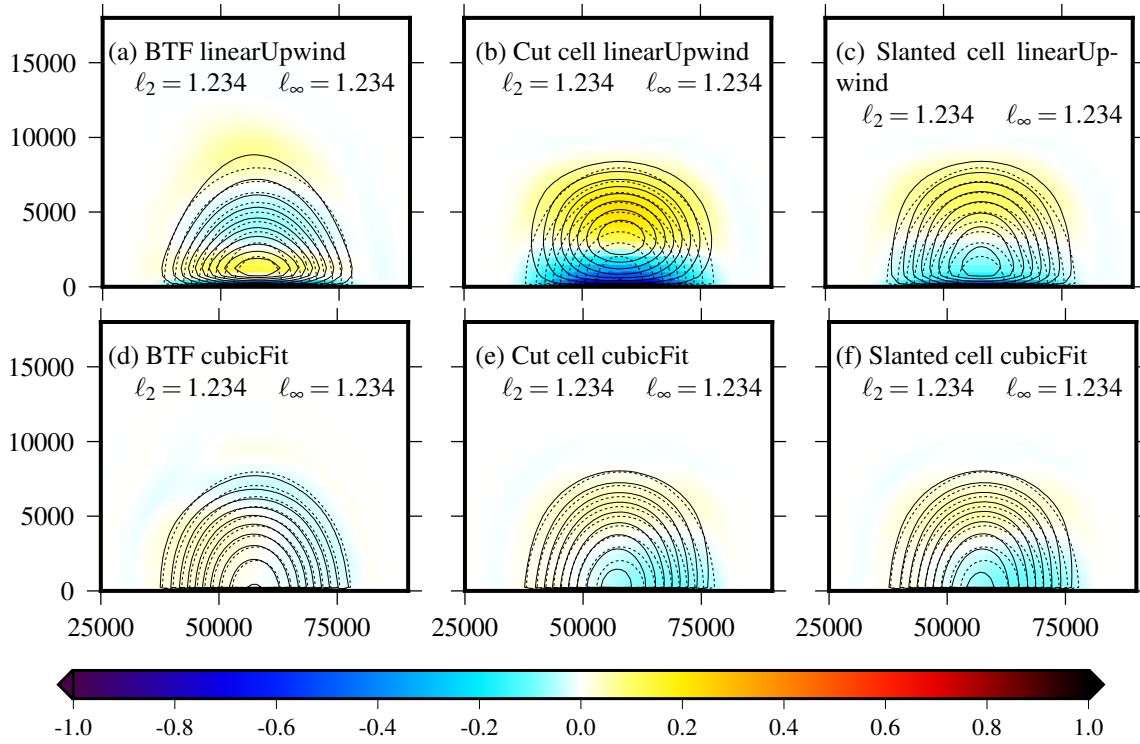 (a) BTF linearUpwind
ℓ₂ = 1.234 ℓ∞ = 1.234
(b) Cut cell linearUpwind
ℓ₂ = 1.234 ℓ∞ = 1.234
(c) Slanted cell linearUp-
wind
ℓ₂ = 1.234 ℓ∞ = 1.234
15000
10000
5000
0
(d) BTF cubicFit
ℓ₂ = 1.234 ℓ∞ = 1.234
(e) Cut cell cubicFit
ℓ₂ = 1.234 ℓ∞ = 1.234
(f) Slanted cell cubicFit
ℓ₂ = 1.234 ℓ∞ = 1.234
15000
10000
5000
0
25000 50000 75000
25000 50000 75000
25000 50000 75000
-1.0 -0.8 -0.6 -0.4 -0.2 0.0 0.2 0.4 0.6 0.8 1.0